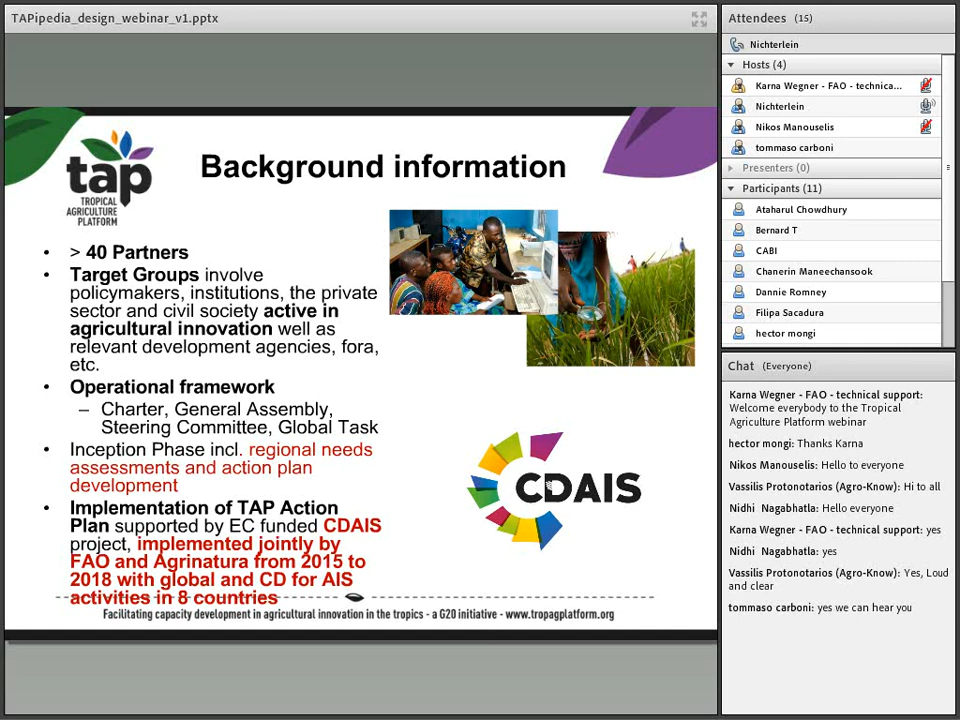 TAPipedia_design_webinar_v1.pptx
tap
TROPICAL
AGRICULTURE
PLATFORM
Background information
• > 40 Partners
• Target Groups involve
policymakers, institutions, the private
sector and civil society active in
agricultural innovation well as
relevant development agencies, fora,
etc.
• Operational framework
– Charter, General Assembly,
Steering Committee, Global Task
• Inception Phase incl. regional needs
assessments and action plan
development
• Implementation of TAP Action
Plan supported by EC funded CDAIS
project, implemented jointly by
FAO and Agrinatura from 2015 to
2018 with global and CD for AIS
activities in 8 countries
CDAIS
Facilitating capacity development in agricultural innovation in the tropics - a G20 initiative - www.tropagplatform.org
Attendees (15)
Nichterlein
Hosts (4)
Karna Wegner - FAO - technica...
Nichterlein
Nikos Manouselis
tommaso carboni
Presenters (0)
Participants (11)
Ataharul Chowdhury
Bernard T
CABI
Chanerin Maneechansook
Dannie Romney
Filipa Sacadura
hector mongi
Chat (Everyone)
Karna Wegner - FAO - technical support:
Welcome everybody to the Tropical
Agriculture Platform webinar
hector mongi: Thanks Karna
Nikos Manouselis: Hello to everyone
Vassilis Protonotarios (Agro-Know): Hi to all
Nidhi Nagabhatla: Hello everyone
Karna Wegner - FAO - technical support: yes
Nidhi Nagabhatla: yes
Vassilis Protonotarios (Agro-Know): Yes, Loud
and clear
tommaso carboni: yes we can hear you